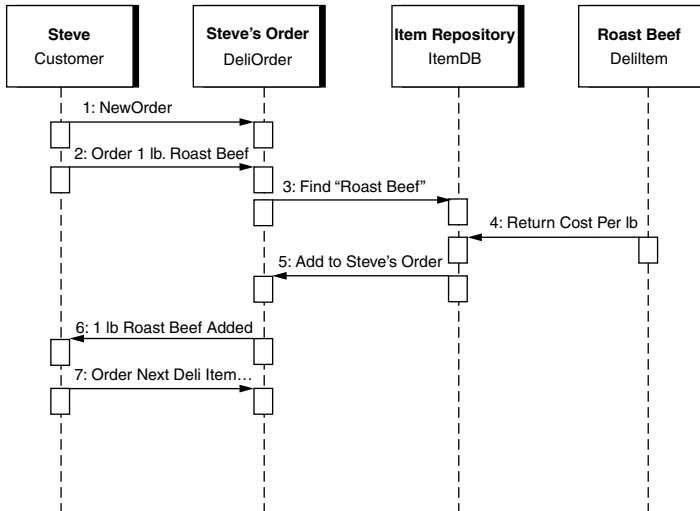 Steve
Customer
Steve’s Order
DeliOrder
Item Repository
ItemDB
Roast Beef
DeliItem
1: NewOrder
2: Order 1 lb. Roast Beef
3: Find “Roast Beef”
4: Return Cost Per lb
5: Add to Steve’s Order
6: 1 lb Roast Beef Added
7: Order Next Deli Item…